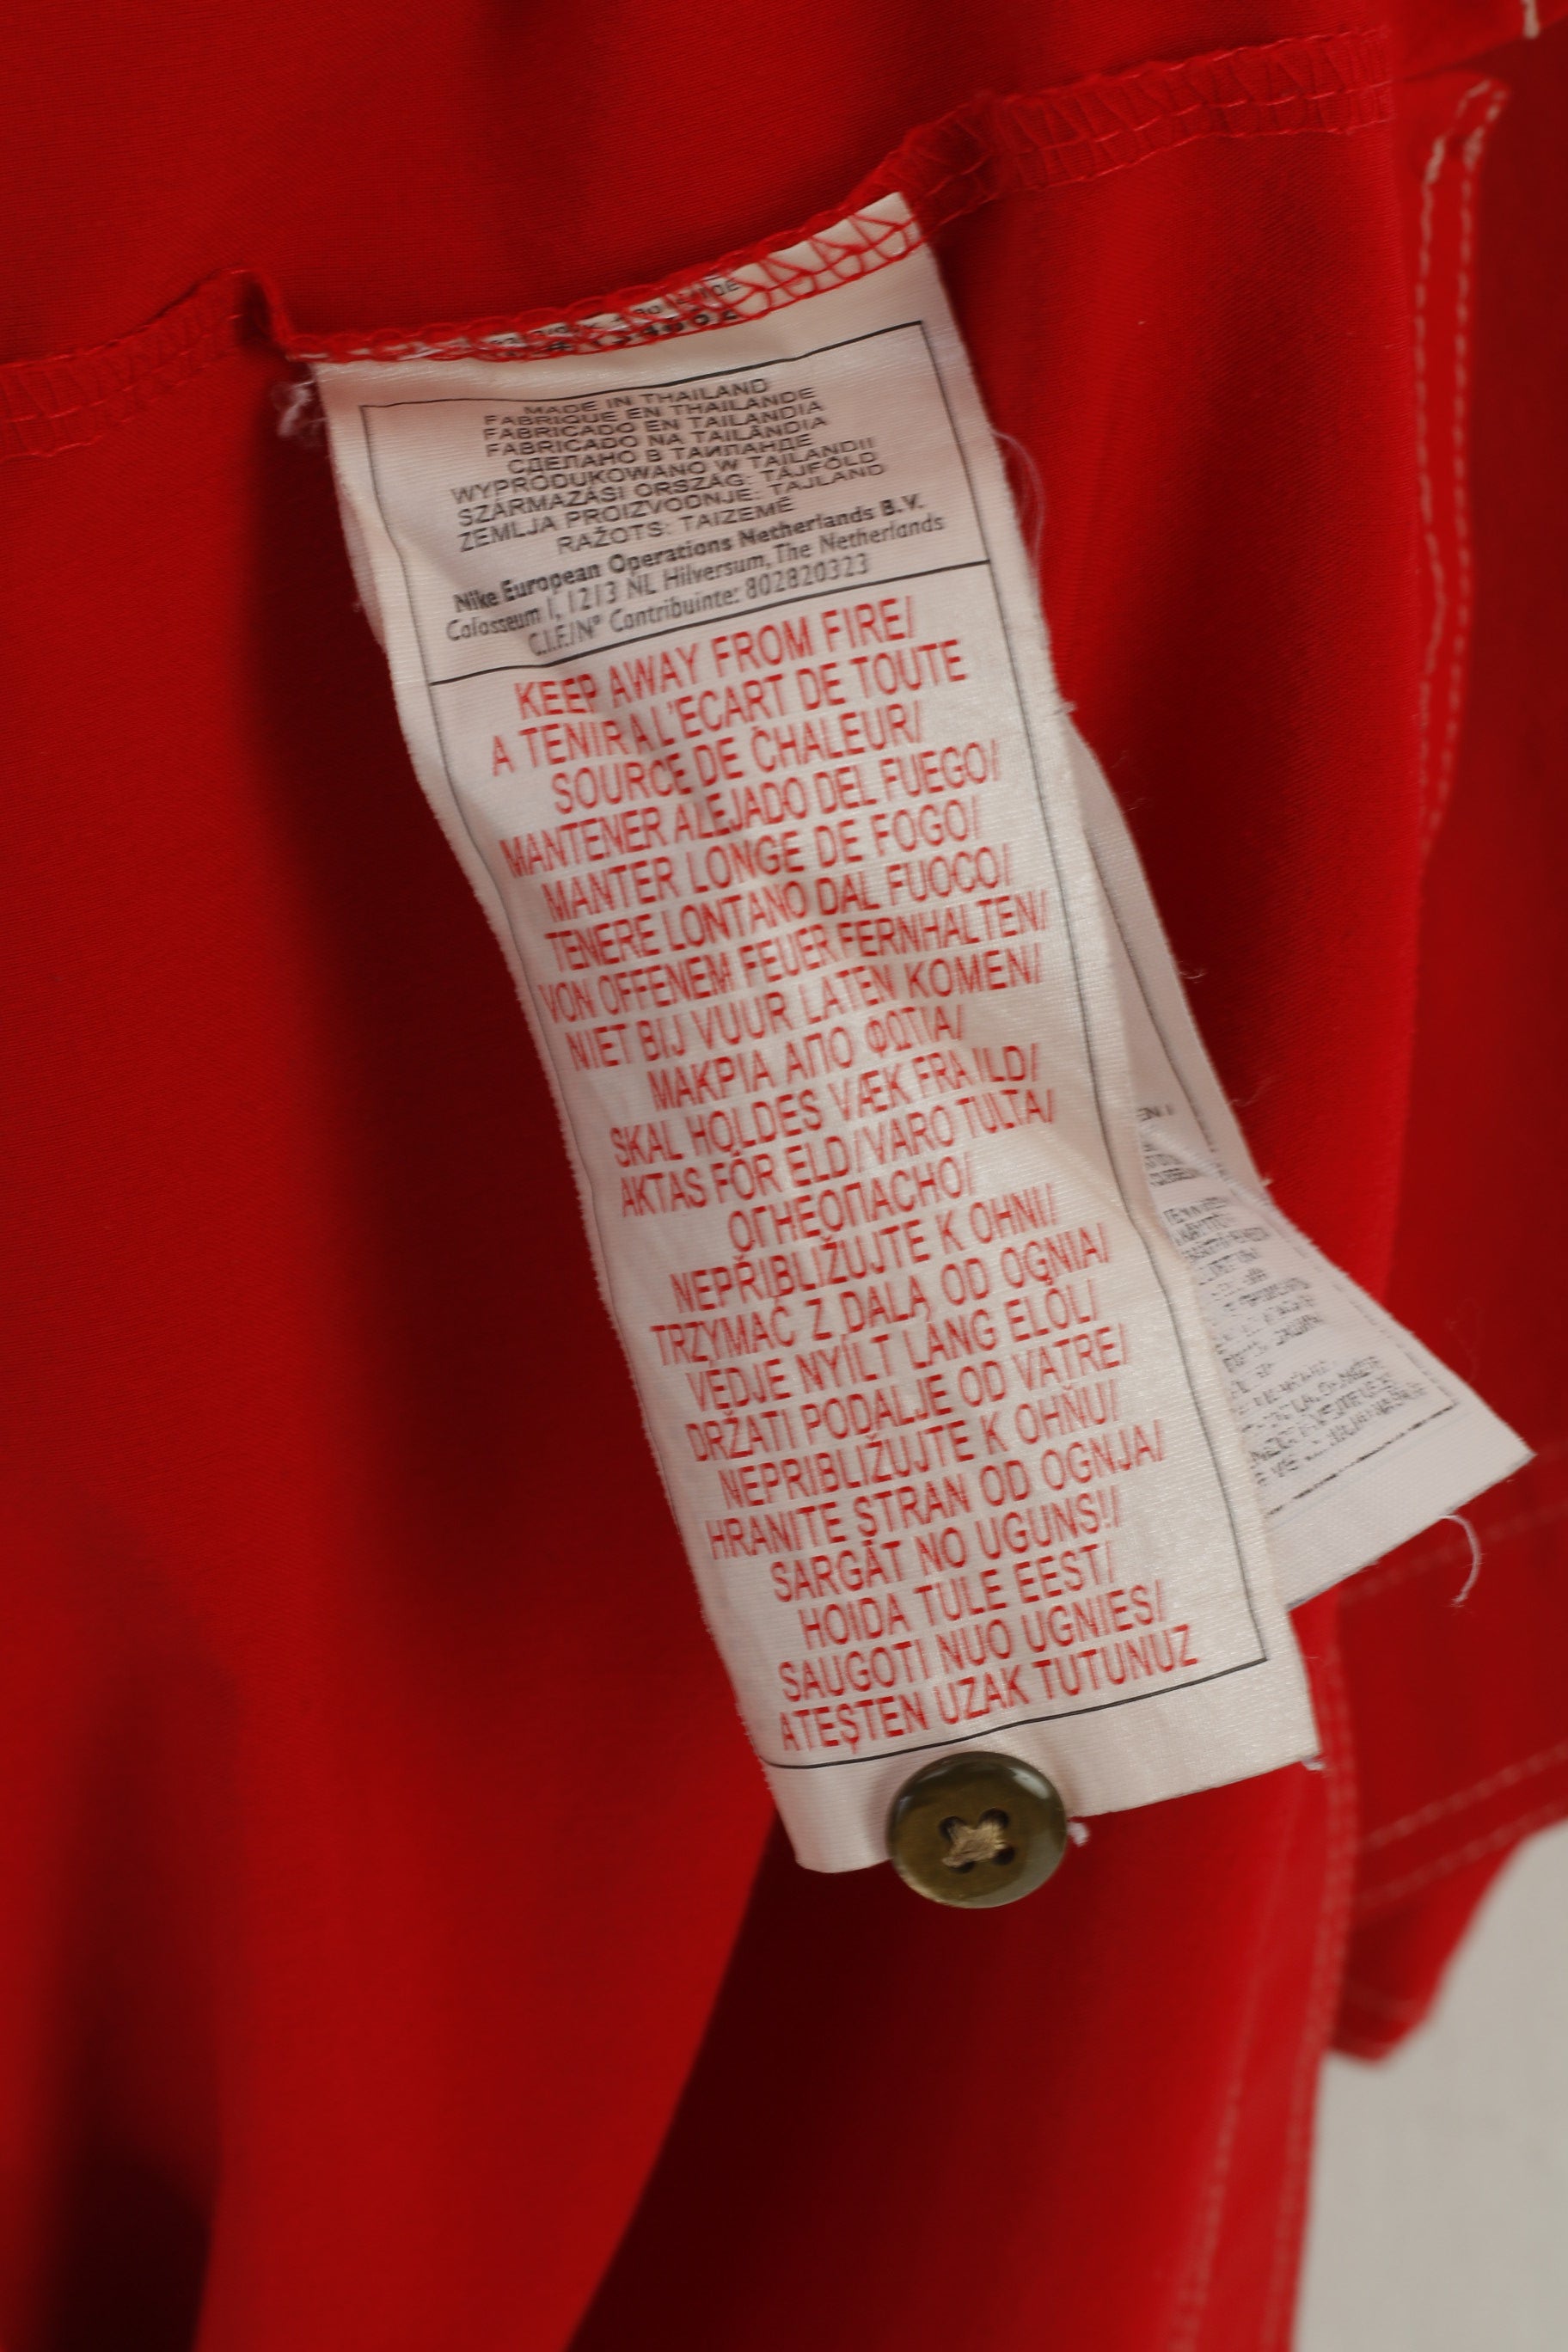 MADE IN THAILAND
FABRIQUE EN THAILANDE
FABRICADO EN TAILANDIA
FABRICADO NA TAILÂNDIA
СДЕЛАНО В ТАИЛАНДЕ
WYPRODUKOWANO W TAILANDII
SZÁRMAZÁSI ORSZÁG: TÁJFÖLD
ZEMLJA PROIZVODNJE: TAJLAND
RAŽOTS: TAIZEMĒ
Nike European Operations Netherlands B.V.
Colosseum 1, 1213 NL Hilversum, The Netherlands
C.I.F./Nº Contribuinte: 802820323
KEEP AWAY FROM FIRE/
A TENIR A L'ECART DE TOUTE
SOURCE DE CHALEUR/
MANTENER ALEJADO DEL FUEGO/
MANTER LONGE DE FOGO/
TENERE LONTANO DAL FUOCO/
VON OFFENEM FEUER FERNHALTEN/
NIET BIJ VUUR LATEN KOMEN/
ΜΑΚΡΙΑ ΑΠΟ ΦΩΤΙΑ/
SKAL HOLDES VÆK FRA ILD/
AKTAS FÖR ELD/VARO TULTA/
ОГНЕОПАСНО/
NEPŘIBLIŽUJTE K OHNI/
TRZYMAĆ Z DALA OD OGNIA/
VÉDJE NYÍLT LANG ELÖL/
DRŽATI PODALJE OD VATRE/
NEPRIBLIŽUJTE K OHŇU/
HRANITE STRAN OD OGNJA/
SARGĀT NO UGUNS!/
HOIDA TULE EEST/
SAUGOTI NUO UGNIES/
ATEŞTEN UZAK TUTUNUZ